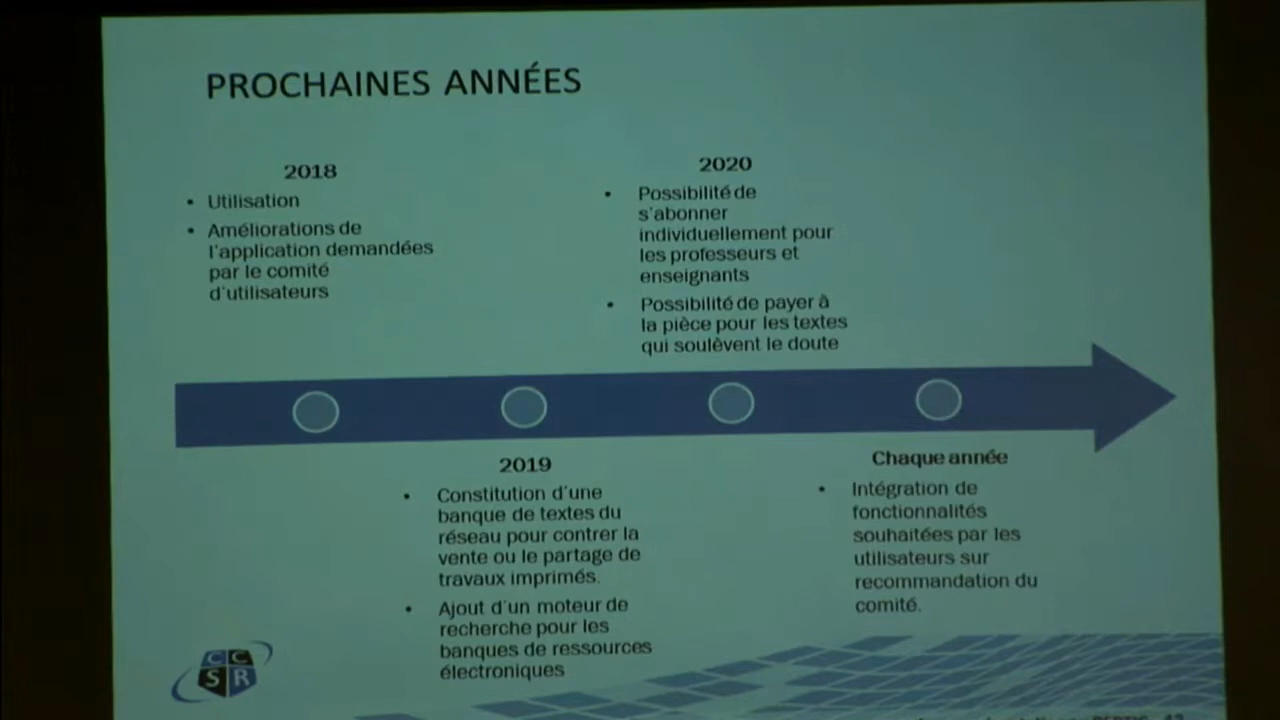 PROCHAINES ANNÉES
2018
• Utilisation
• Améliorations de
l'application demandées
par le comité
d'utilisateurs
2020
• Possibilité de
s'abonner
individuellement pour
les professeurs et
enseignants
• Possibilité de payer à
la pièce pour les textes
qui soulèvent le doute
2019
• Constitution d'une
banque de textes du
réseau pour contrer la
vente ou le partage de
travaux imprimés.
• Ajout d'un moteur de
recherche pour les
banques de ressources
électroniques
Chaque année
• Intégration de
fonctionnalités
souhaitées par les
utilisateurs sur
recommandation du
comité.
C C
S R